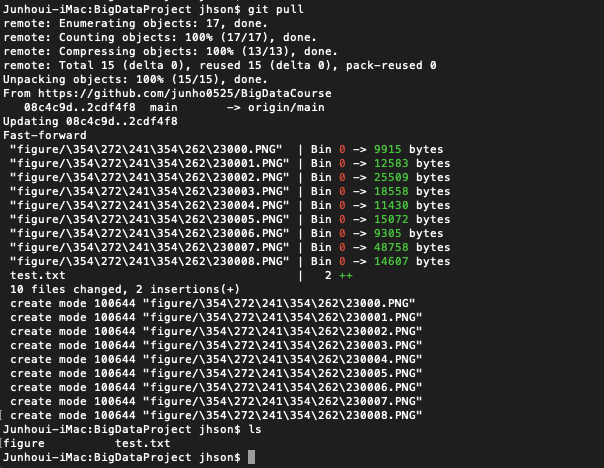 Junhoui-iMac:BigDataProject jhson$ git pull
remote: Enumerating objects: 17, done.
remote: Counting objects: 100% (17/17), done.
remote: Compressing objects: 100% (13/13), done.
remote: Total 15 (delta 0), reused 15 (delta 0), pack-reused 0
Unpacking objects: 100% (15/15), done.
From https://github.com/junho0525/BigDataCourse
   08c4c9d..2cdf4f8  main       -> origin/main
Updating 08c4c9d..2cdf4f8
Fast-forward
 "figure/\354\272\241\354\262\23000.PNG"  | Bin 0 -> 9915 bytes
 "figure/\354\272\241\354\262\230001.PNG" | Bin 0 -> 12583 bytes
 "figure/\354\272\241\354\262\230002.PNG" | Bin 0 -> 25509 bytes
 "figure/\354\272\241\354\262\230003.PNG" | Bin 0 -> 18558 bytes
 "figure/\354\272\241\354\262\230004.PNG" | Bin 0 -> 11430 bytes
 "figure/\354\272\241\354\262\230005.PNG" | Bin 0 -> 15072 bytes
 "figure/\354\272\241\354\262\230006.PNG" | Bin 0 -> 9305 bytes
 "figure/\354\272\241\354\262\230007.PNG" | Bin 0 -> 48758 bytes
 "figure/\354\272\241\354\262\230008.PNG" | Bin 0 -> 14607 bytes
 test.txt                                 |   2 ++
 10 files changed, 2 insertions(+)
 create mode 100644 "figure/\354\272\241\354\262\23000.PNG"
 create mode 100644 "figure/\354\272\241\354\262\230001.PNG"
 create mode 100644 "figure/\354\272\241\354\262\230002.PNG"
 create mode 100644 "figure/\354\272\241\354\262\230003.PNG"
 create mode 100644 "figure/\354\272\241\354\262\230004.PNG"
 create mode 100644 "figure/\354\272\241\354\262\230005.PNG"
 create mode 100644 "figure/\354\272\241\354\262\230006.PNG"
 create mode 100644 "figure/\354\272\241\354\262\230007.PNG"
[ create mode 100644 "figure/\354\272\241\354\262\230008.PNG"
Junhoui-iMac:BigDataProject jhson$ ls
[figure         test.txt
Junhoui-iMac:BigDataProject jhson$